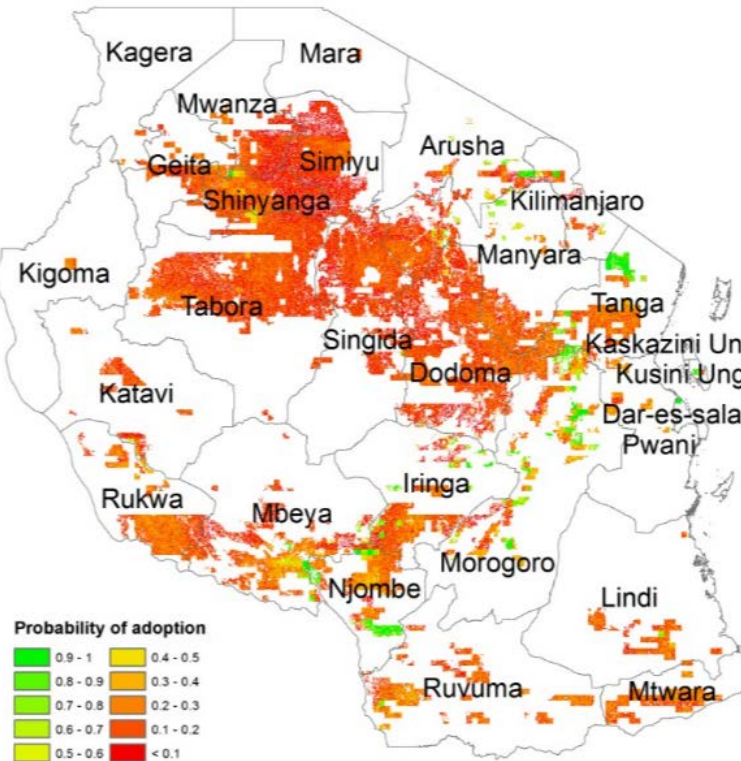 Kagera
Mara
Mwanza
Arusha
Geita
Simiyu
Shinyanga
Kilimanjaro
Manyara
Kigoma
Tabora
Tanga
Singida
Kaskazini Un
Dodoma
Kusini Ung
Katavi
Dar-es-sala
Pwani
Iringa
Rukwa
Mbeya
Morogoro
Njombe
Lindi
Ruvuma
Mtwara
Probability of adoption
0.9 - 1 0.4 - 0.5
0.8 - 0.9 0.3 - 0.4
0.7 - 0.8 0.2 - 0.3
0.6 - 0.7 0.1 - 0.2
0.5 - 0.6 < 0.1